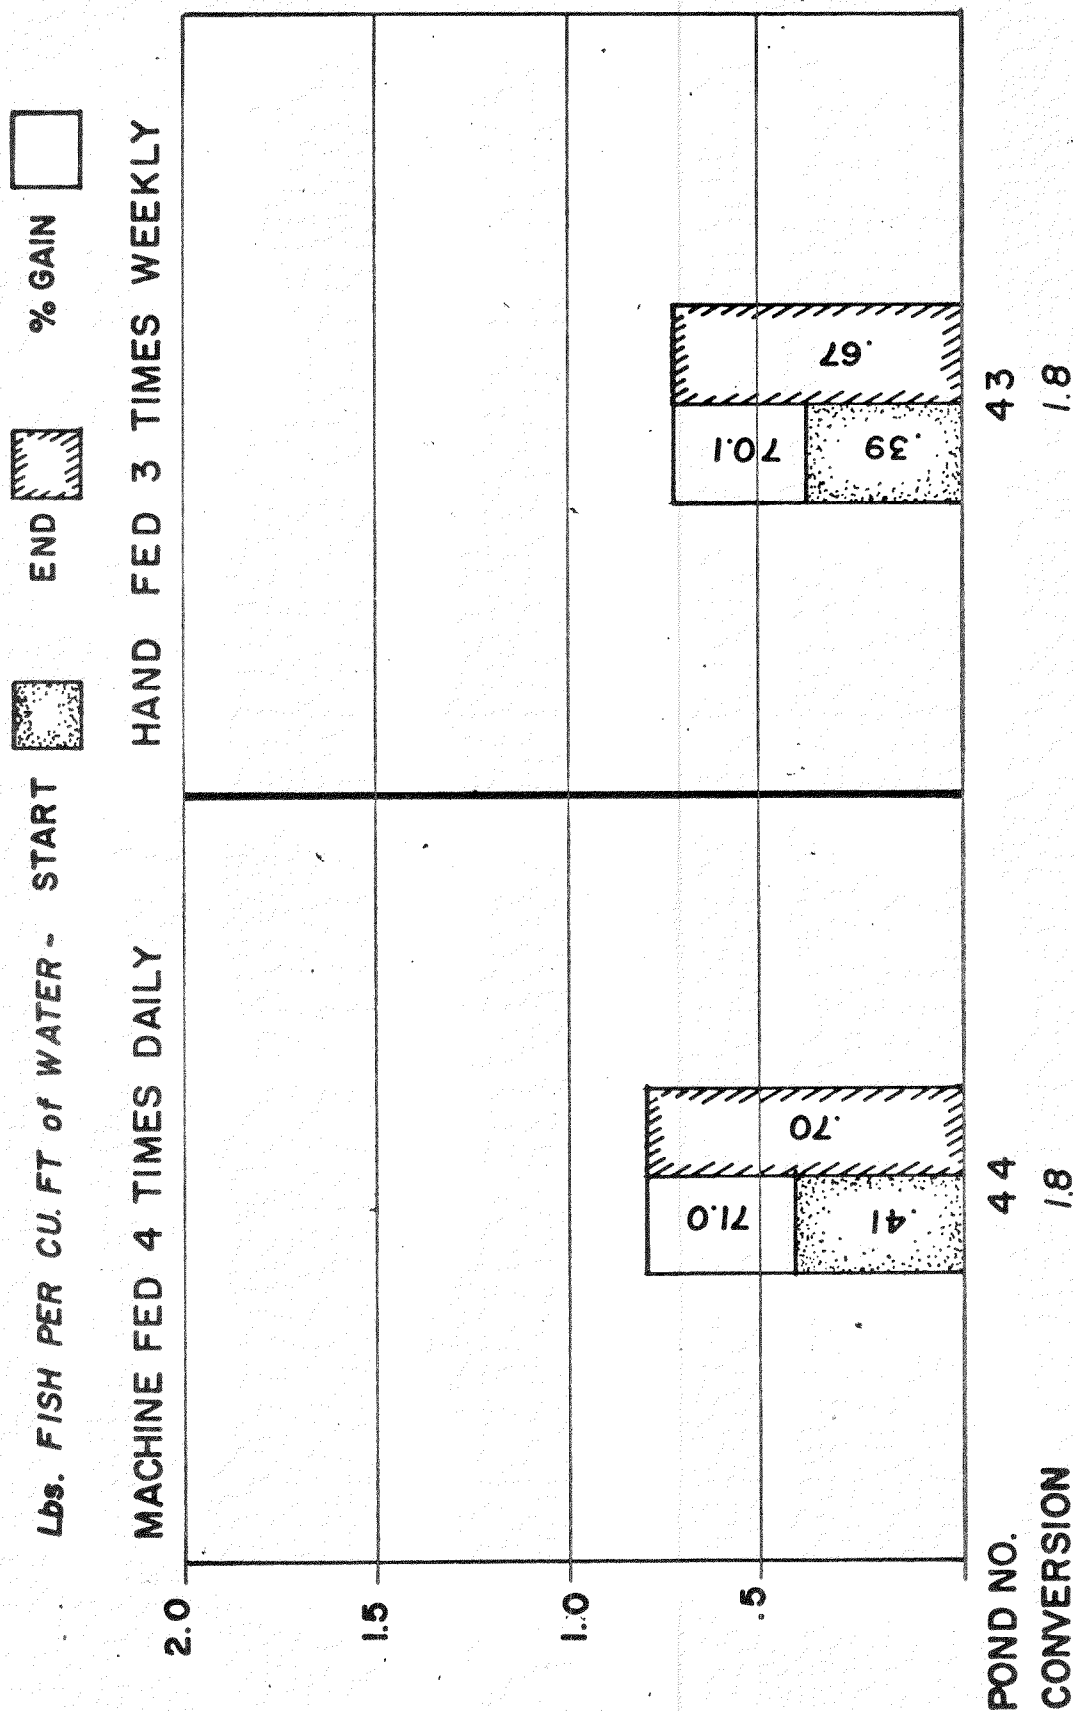 Lbs. FISH PER CU. FT of WATER - START END % GAIN
MACHINE FED 4 TIMES DAILY HAND FED 3 TIMES WEEKLY
2.0
1.5
1.0
.5
71.0 .70 70.1 .67
.41 .39
POND NO. 44 43
CONVERSION 1.8 1.8